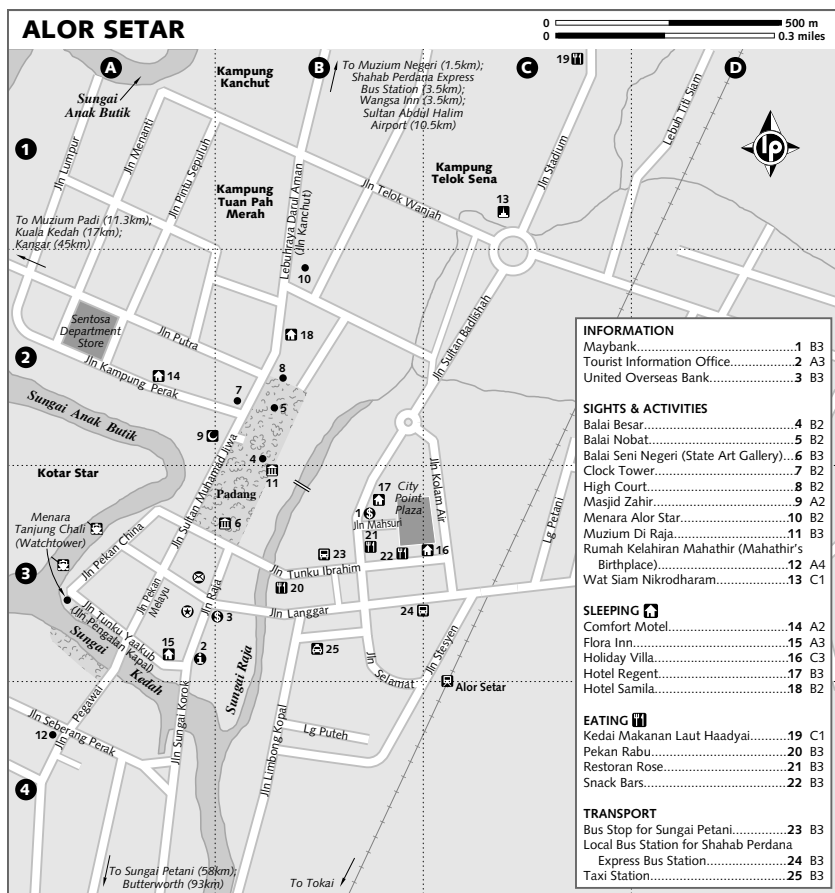 ALOR SETAR
0 500 m
0 0.3 miles
A
B
C
D
1
2
3
4
Kampung
Kanchut
Sungai
Anak Butik
To Muzium Negeri (1.5km);
Shahab Perdana Express
Bus Station (3.5km);
Wangsa Inn (3.5km);
Sultan Abdul Halim
Airport (10.5km)
19
Jln Lumpur
Jln Menanti
Jln Pintu Sepuluh
Kampung
Tuan Pah
Merah
Lebuhraya Darul Aman
(Jln Kanchut)
Jln Telok Wanjah
Kampung
Telok Sena
13
Jln Stadium
Lebuh Titi Siam
lp
To Muzium Padi (11.3km);
Kuala Kedah (17km);
Kangar (45km)
10
Sentosa
Department
Store
Jln Putra
18
Jln Sultan Badlishah
Jln Kampung Perak
14
8
7
5
Sungai Anak Butik
9
Jln Sultan Muhamad Jiwa
4
11
Kotar Star
Padang
6
17
City
Point
Plaza
Jln Kolam Air
1
Jln Mahsuri
21
22
16
Lg Petani
Menara
Tanjung Chali
(Watchtower)
Jln Pekan China
23
Jln Tunku Ibrahim
20
Jln Pekan
Melayu
Jln Raja
3
Jln Langgar
24
Jln Tunku Yaakub
(Jln Pengalan Kapal)
Sungai
Kedah
15
2
Sungai Raja
25
Jln
Selamat
Jln Stesyen
Alor Setar
Jln Pegawai
Jln Sungai Korok
Jln Seberang Perak
12
Lg Puteh
Jln Limbong Kopal
To Sungai Petani (58km);
Butterworth (93km)
To Tokai
INFORMATION
Maybank 1 B3
Tourist Information Office 2 A3
United Overseas Bank 3 B3
SIGHTS & ACTIVITIES
Balai Besar 4 B2
Balai Nobat 5 B2
Balai Seni Negeri (State Art Gallery) 6 B3
Clock Tower 7 B2
High Court 8 B2
Masjid Zahir 9 A2
Menara Alor Star 10 B2
Muzium Di Raja 11 B3
Rumah Kelahiran Mahathir (Mahathir's
Birthplace) 12 A4
Wat Siam Nikrodharam 13 C1
SLEEPING
Comfort Motel 14 A2
Flora Inn 15 A3
Holiday Villa 16 C3
Hotel Regent 17 B3
Hotel Samila 18 B2
EATING
Kedai Makanan Laut Haadyai 19 C1
Pekan Rabu 20 B3
Restoran Rose 21 B3
Snack Bars 22 B3
TRANSPORT
Bus Stop for Sungai Petani 23 B3
Local Bus Station for Shahab Perdana
Express Bus Station 24 B3
Taxi Station 25 B3